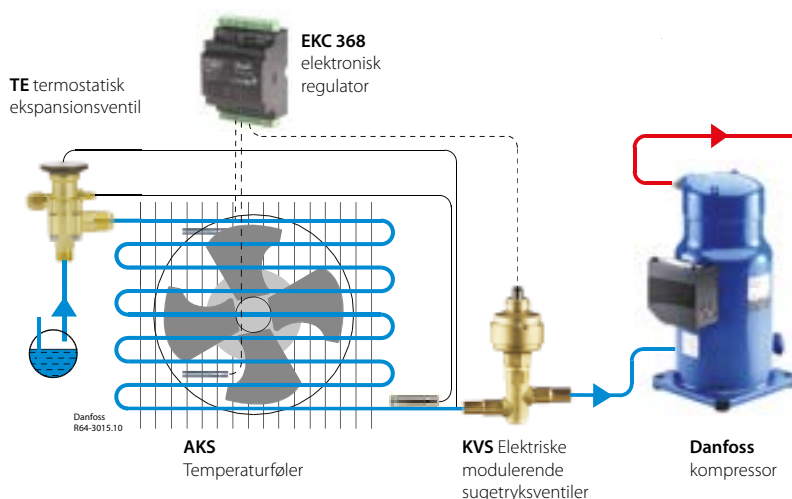 EKC 368
elektronisk
regulator
TE termostatisk
ekspansionsventil
Danfoss
R64-3015.10
AKS
Temperaturføler
KVS Elektriske
modulerende
sugetryksventiler
Danfoss
kompressor